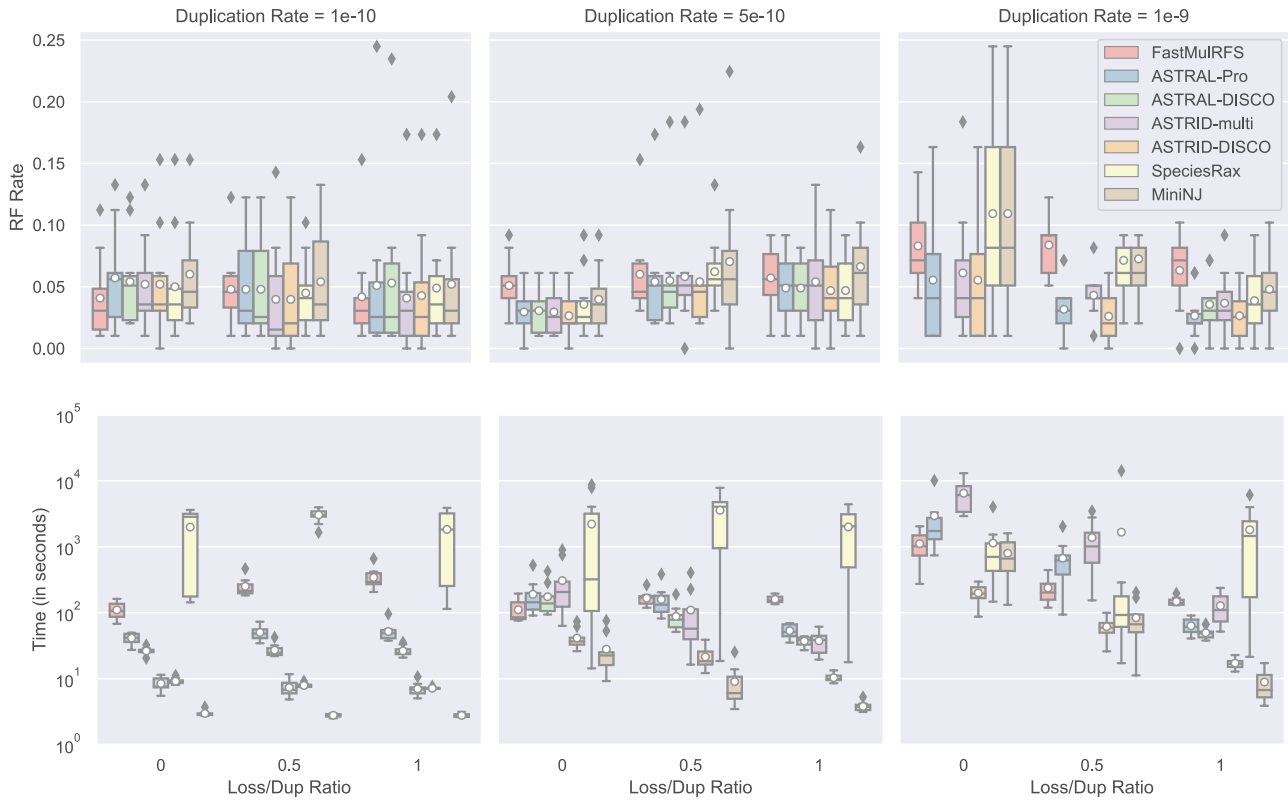 Duplication Rate = 1e-10
Duplication Rate = 5e-10
Duplication Rate = 1e-9
0.25
0.20
0.15
0.10
0.05
0.00
RF Rate
FastMulRFS
ASTRAL-Pro
ASTRAL-DISCO
ASTRID-multi
ASTRID-DISCO
SpeciesRax
MiniNJ
10^5
10^4
10^3
10^2
10^1
10^0
Time (in seconds)
0 0.5 1
0 0.5 1
0 0.5 1
Loss/Dup Ratio
Loss/Dup Ratio
Loss/Dup Ratio